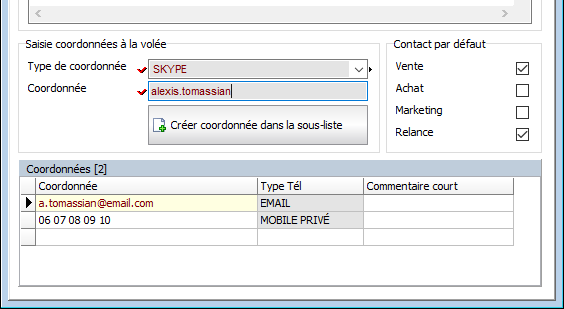 Saisie coordonnées à la volée
Type de coordonnée SKYPE
Coordonnée alexis.tomassian
Créer coordonnée dans la sous-liste
Contact par défaut
Vente
Achat
Marketing
Relance
Coordonnées [2]
Coordonnée Type Tél Commentaire court
a.tomassian@email.com EMAIL
06 07 08 09 10 MOBILE PRIVÉ